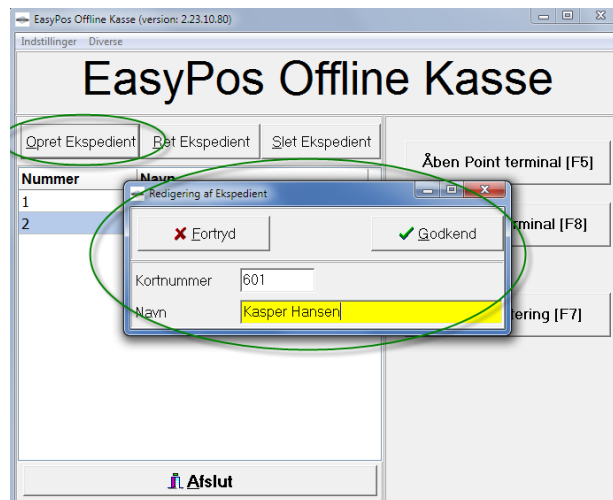 EasyPos Offline Kasse (version: 2.23.10.80)
Indstillinger Diverse
EasyPos Offline Kasse
Opret Ekspedient
Ret Ekspedient
Slet Ekspedient
Nummer
Navn
1
2
Redigering af Ekspedient
Fortryd
Godkend
Kortnummer 601
Navn Kasper Hansen
Åben Point terminal [F5]
rminal [F8]
tering [F7]
Afslut